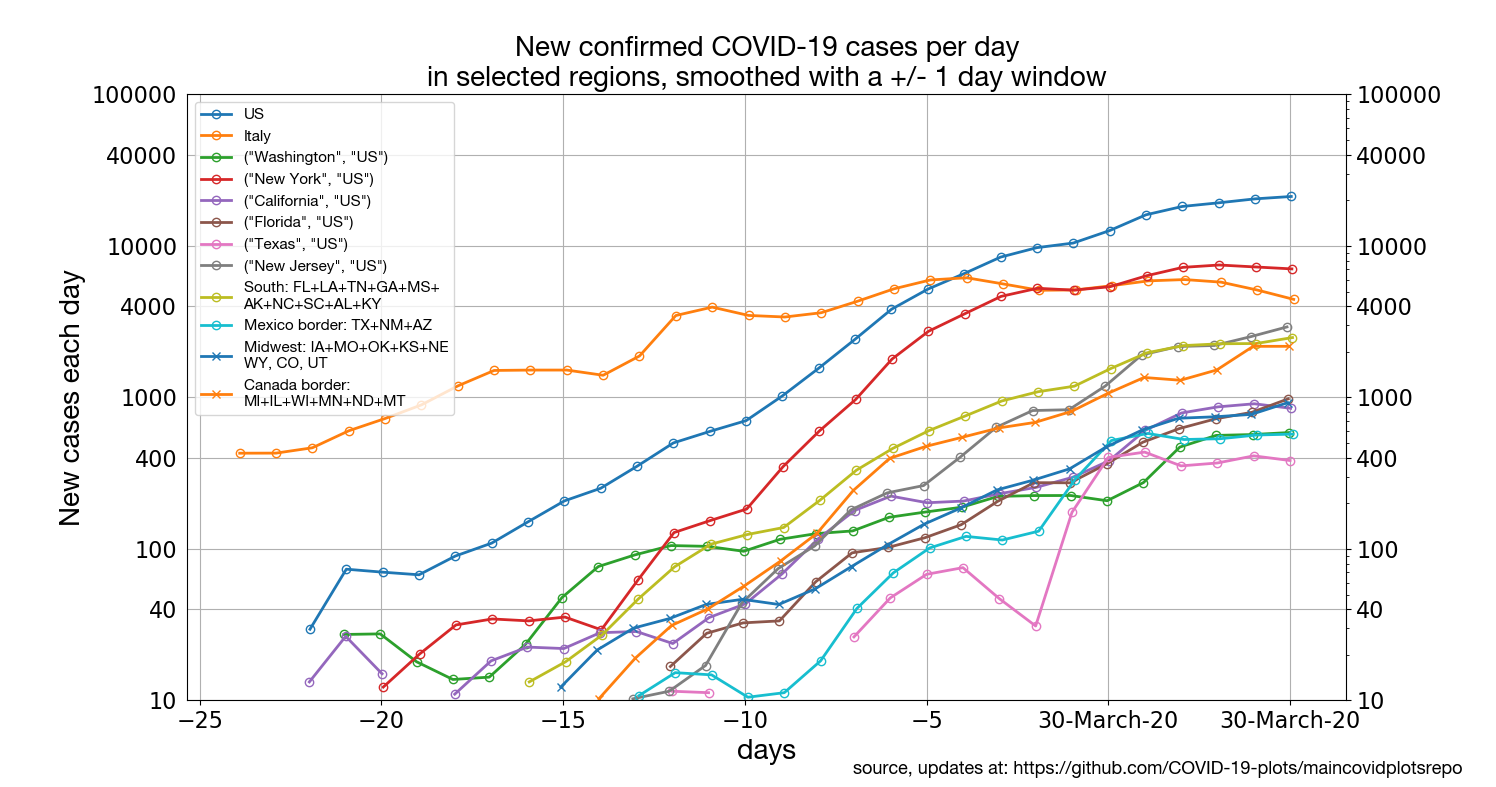 New confirmed COVID-19 cases per day
in selected regions, smoothed with a +/- 1 day window
100000
40000
10000
4000
1000
400
100
40
10
New cases each day
US
Italy
("Washington", "US")
("New York", "US")
("California", "US")
("Florida", "US")
("Texas", "US")
("New Jersey", "US")
South: FL+LA+TN+GA+MS+
AK+NC+SC+AL+KY
Mexico border: TX+NM+AZ
Midwest: IA+MO+OK+KS+NE
WY, CO, UT
Canada border:
MI+IL+WI+MN+ND+MT
100000
40000
10000
4000
1000
400
100
40
10
−25 −20 −15 −10 −5 30-March-20 30-March-20
days
source, updates at: https://github.com/COVID-19-plots/maincovidplotsrepo